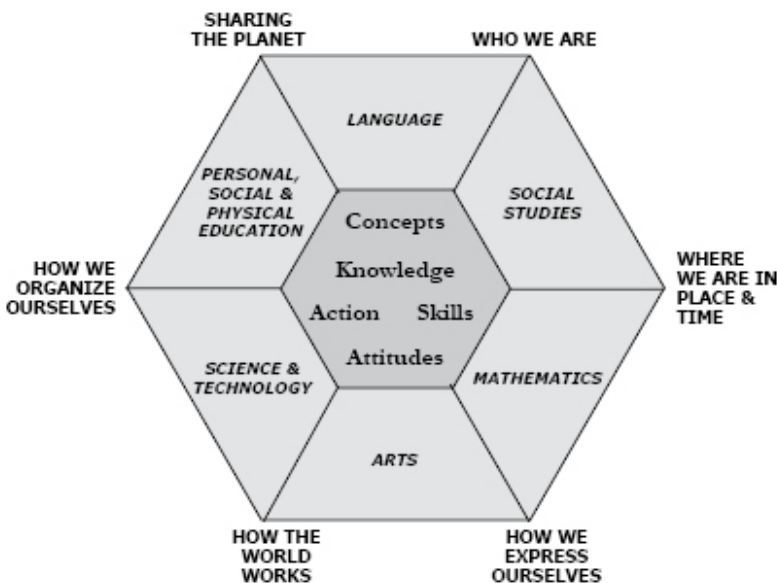 SHARING
THE PLANET
WHO WE ARE
LANGUAGE
PERSONAL,
SOCIAL &
PHYSICAL
EDUCATION
SOCIAL
STUDIES
Concepts
Knowledge
Action Skills
Attitudes
HOW WE
ORGANIZE
OURSELVES
WHERE
WE ARE IN
PLACE &
TIME
SCIENCE &
TECHNOLOGY
MATHEMATICS
ARTS
HOW THE
WORLD
WORKS
HOW WE
EXPRESS
OURSELVES